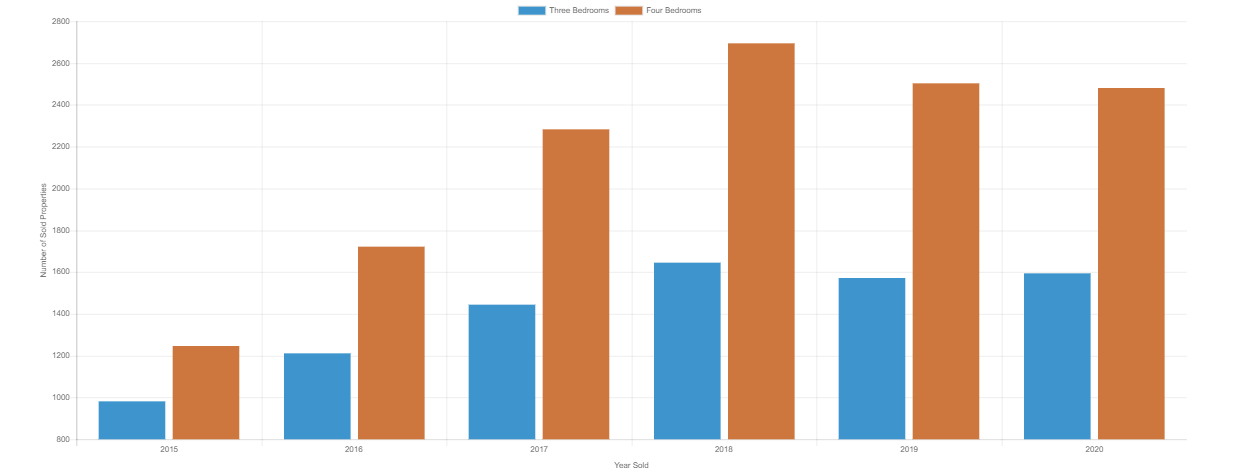 Three Bedrooms Four Bedrooms
2800
2600
2400
2200
2000
1800
1600
1400
1200
1000
800
Number of Sold Properties
2015 2016 2017 2018 2019 2020
Year Sold